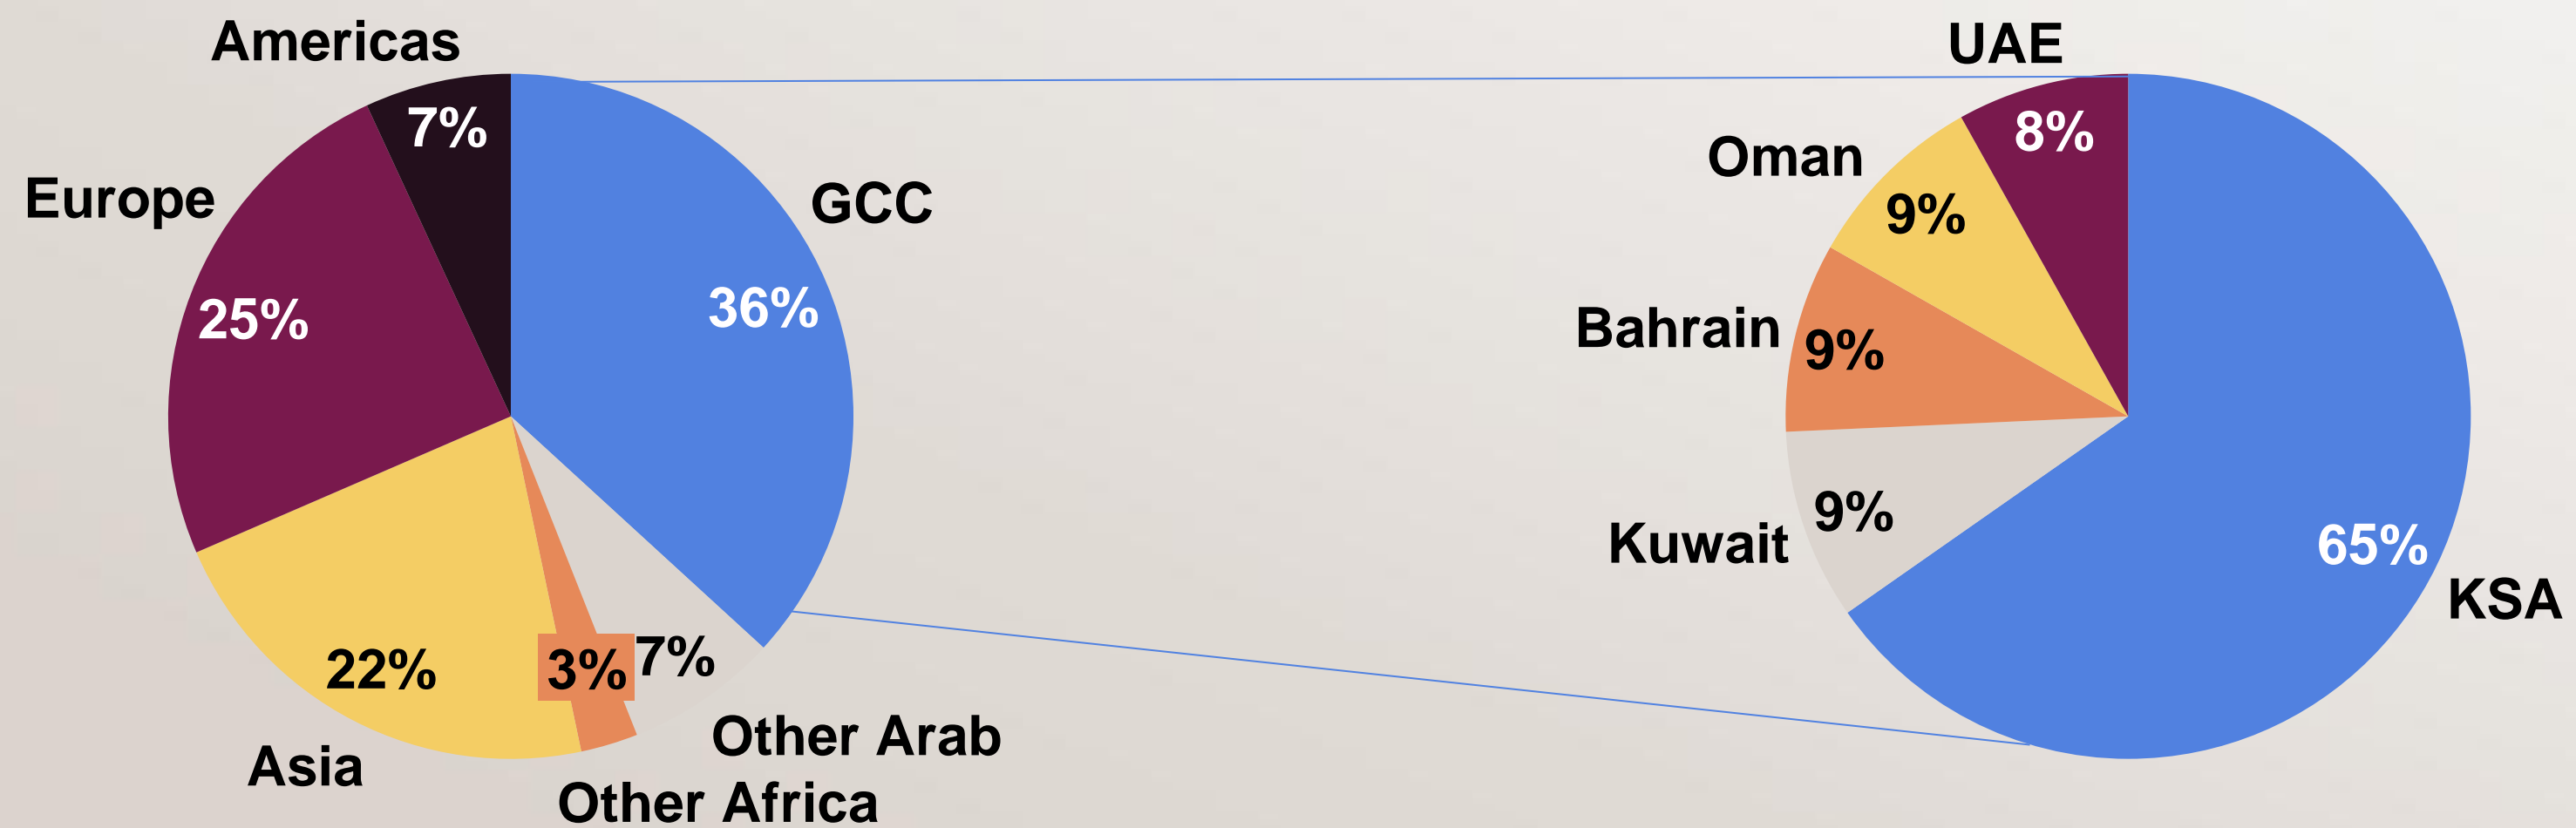 Americas
7%
Europe
25%
GCC
36%
22%
3%
7%
Asia
Other Arab
Other Africa
UAE
8%
Oman
9%
Bahrain
9%
Kuwait
9%
65%
KSA